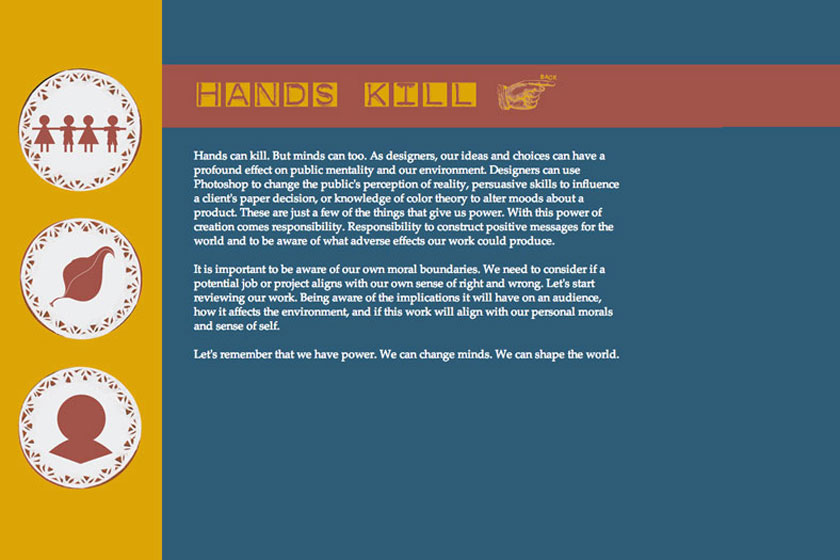 HANDS KILL
BACK
Hands can kill. But minds can too. As designers, our ideas and choices can have a
profound effect on public mentality and our environment. Designers can use
Photoshop to change the public's perception of reality, persuasive skills to influence
a client's paper decision, or knowledge of color theory to alter moods about a
product. These are just a few of the things that give us power. With this power of
creation comes responsibility. Responsibility to construct positive messages for the
world and to be aware of what adverse effects our work could produce.
It is important to be aware of our own moral boundaries. We need to consider if a
potential job or project aligns with our own sense of right and wrong. Let's start
reviewing our work. Being aware of the implications it will have on an audience,
how it affects the environment, and if this work will align with our personal morals
and sense of self.
Let's remember that we have power. We can change minds. We can shape the world.